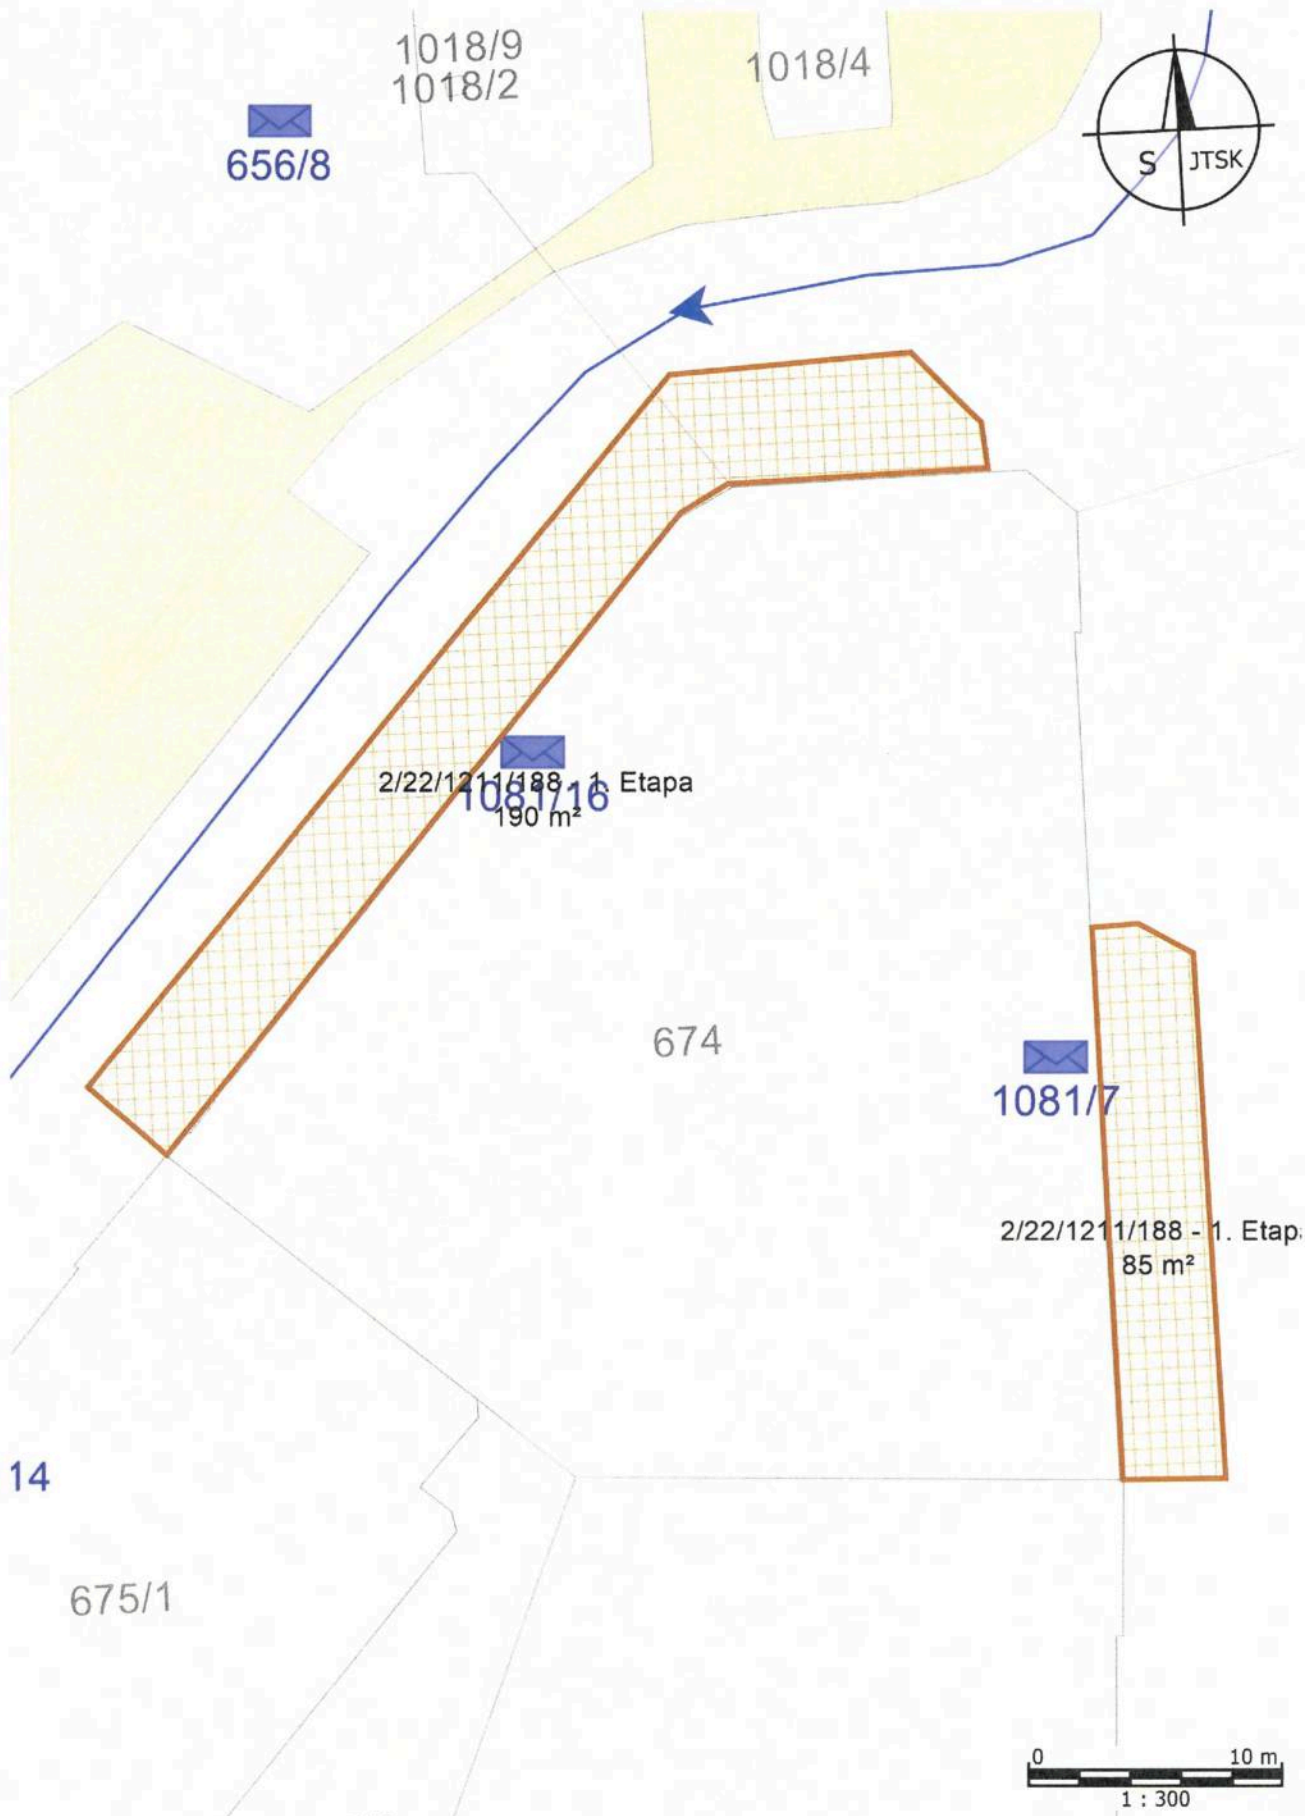 1018/9
1018/2
1018/4
656/8
S JTSK
2/22/1211/188 - 1. Etapa
1081/16
190 m²
674
1081/7
2/22/1211/188 - 1. Etap
85 m²
14
675/1
0 10 m
1 : 300